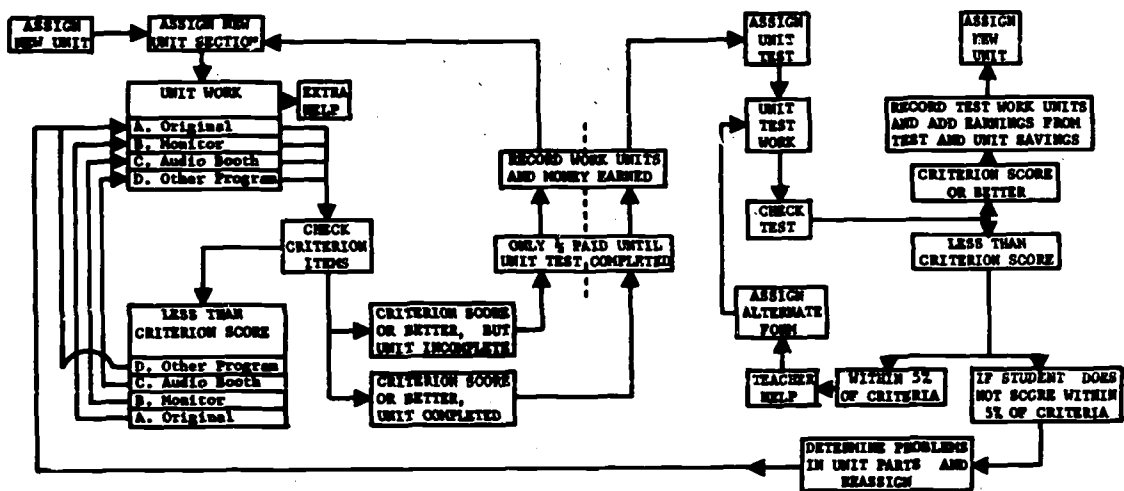 ASSIGN
NEW UNIT
ASSIGN NEW
UNIT SECTION
UNIT WORK
EXTRA
HELP
A. Original
B. Monitor
C. Audio Booth
D. Other Program
CHECK
CRITERION
ITEMS
LESS THAN
CRITERION SCORE
D. Other Program
C. Audio Booth
B. Monitor
A. Original
CRITERION SCORE
OR BETTER, BUT
UNIT INCOMPLETE
CRITERION SCORE
OR BETTER,
UNIT COMPLETED
RECORD WORK UNITS
AND MONEY EARNED
ONLY ½ PAID UNTIL
UNIT TEST COMPLETED
ASSIGN
UNIT
TEST
UNIT
TEST
WORK
CHECK
TEST
ASSIGN
ALTERNATE
FORM
TEACHER
HELP
WITHIN 5%
OF CRITERIA
ASSIGN
NEW
UNIT
RECORD TEST WORK UNITS
AND ADD EARNINGS FROM
TEST AND UNIT SAVINGS
CRITERION SCORE
OR BETTER
LESS THAN
CRITERION SCORE
IF STUDENT DOES
NOT SCORE WITHIN
5% OF CRITERIA
DETERMINE PROBLEMS
IN UNIT PARTS AND
REASSIGN